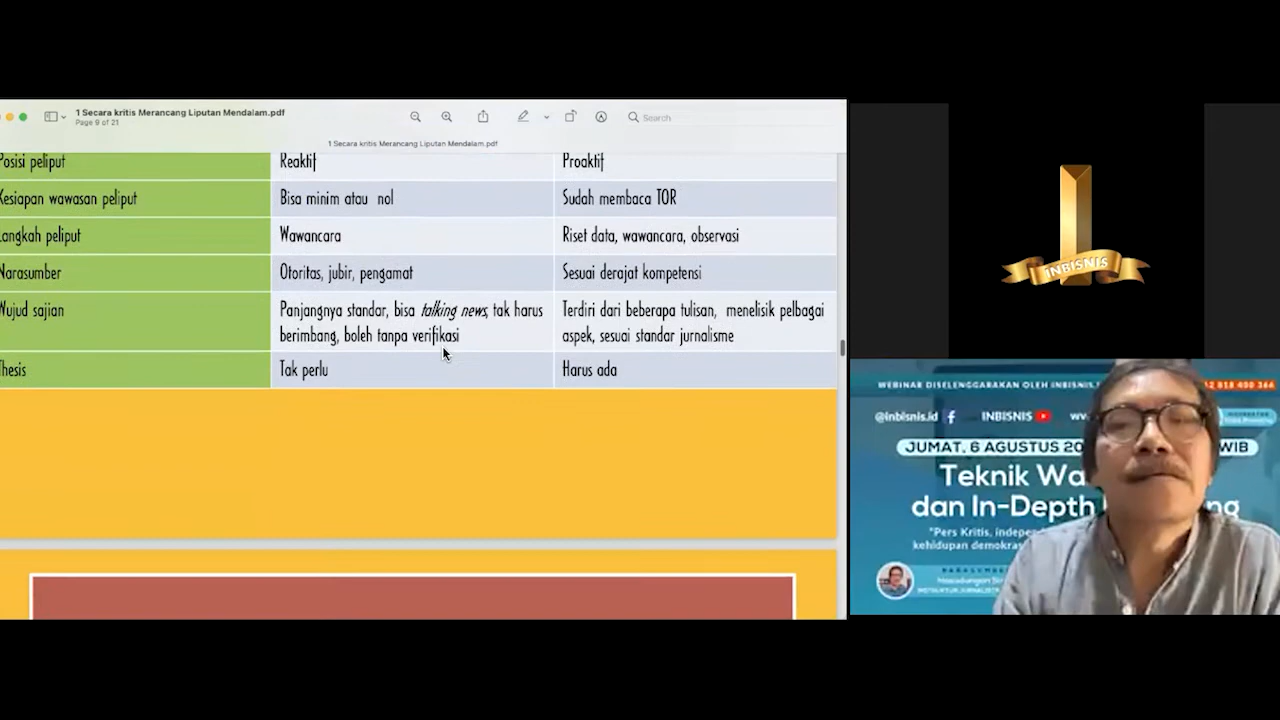 1 Secara kritis Merancang Liputan Mendalam.pdf
Page 9 of 21
Search
1 Secara kritis Merancang Liputan Mendalam.pdf
Posisi peliput Reaktif Proaktif
Kesiapan wawasan peliput Bisa minim atau nol Sudah membaca TOR
Langkah peliput Wawancara Riset data, wawancara, observasi
Narasumber Otoritas, jubir, pengamat Sesuai derajat kompetensi
Wujud sajian Panjangnya standar, bisa talking news, tak harus Terdiri dari beberapa tulisan, menelisik pelbagai
berimbang, boleh tanpa verifikasi aspek, sesuai standar jurnalisme
Thesis Tak perlu Harus ada
INBISNIS
WEBINAR DISELENGGARAKAN OLEH INBISNIS. 818 400 364
@inbisnis.id INBISNIS
JUMAT, 6 AGUSTUS 20 WIB
Teknik Wa
dan In-Depth ng
"Pers Kritis, indepe
kehidupan demokras